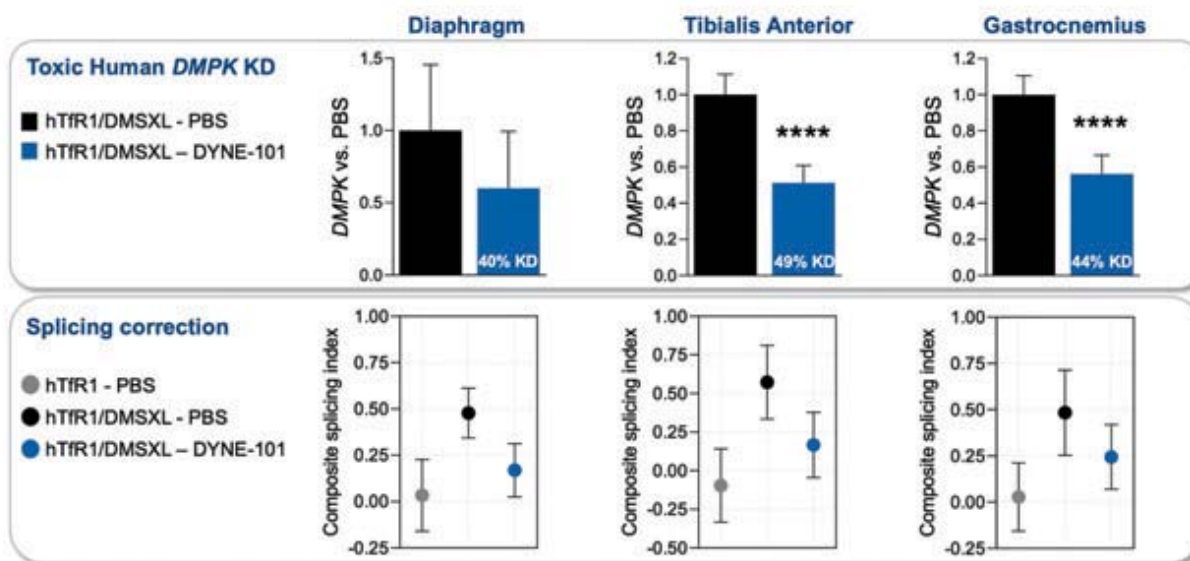 Diaphragm Tibialis Anterior Gastrocnemius
Toxic Human DMPK KD
hTfR1/DMSXL - PBS
hTfR1/DMSXL – DYNE-101
DMPK vs. PBS
1.5
1.0
0.5
0.0
40% KD
DMPK vs. PBS
1.2
1.0
0.8
0.6
0.4
0.2
0.0
****
49% KD
DMPK vs. PBS
1.2
1.0
0.8
0.6
0.4
0.2
0.0
****
44% KD
Splicing correction
hTfR1 - PBS
hTfR1/DMSXL - PBS
hTfR1/DMSXL – DYNE-101
Composite splicing index
1.00
0.75
0.50
0.25
0.00
-0.25
Composite splicing index
1.00
0.75
0.50
0.25
0.00
-0.25
-0.50
Composite splicing index
1.00
0.75
0.50
0.25
0.00
-0.25